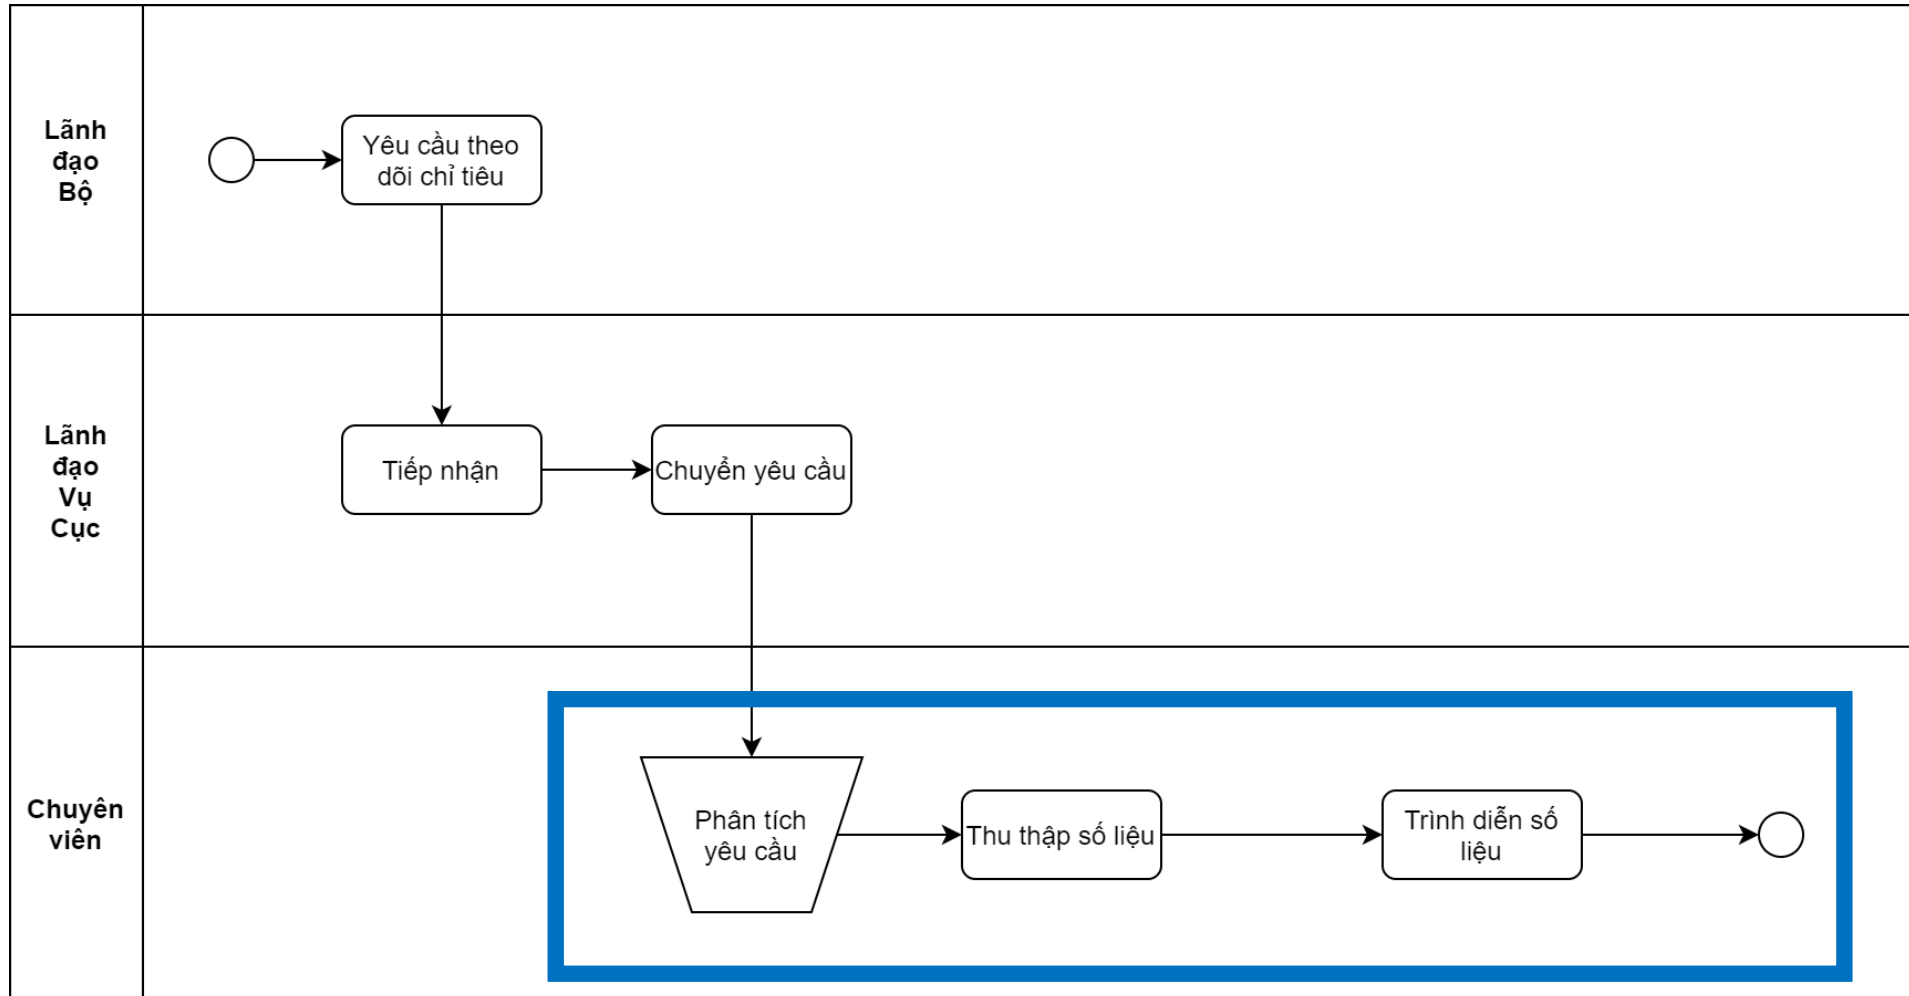 Lãnh
đạo
Bộ
Yêu cầu theo
dõi chỉ tiêu
Lãnh
đạo
Vụ
Cục
Tiếp nhận
Chuyển yêu cầu
Chuyên
viên
Phân tích
yêu cầu
Thu thập số liệu
Trình diễn số
liệu